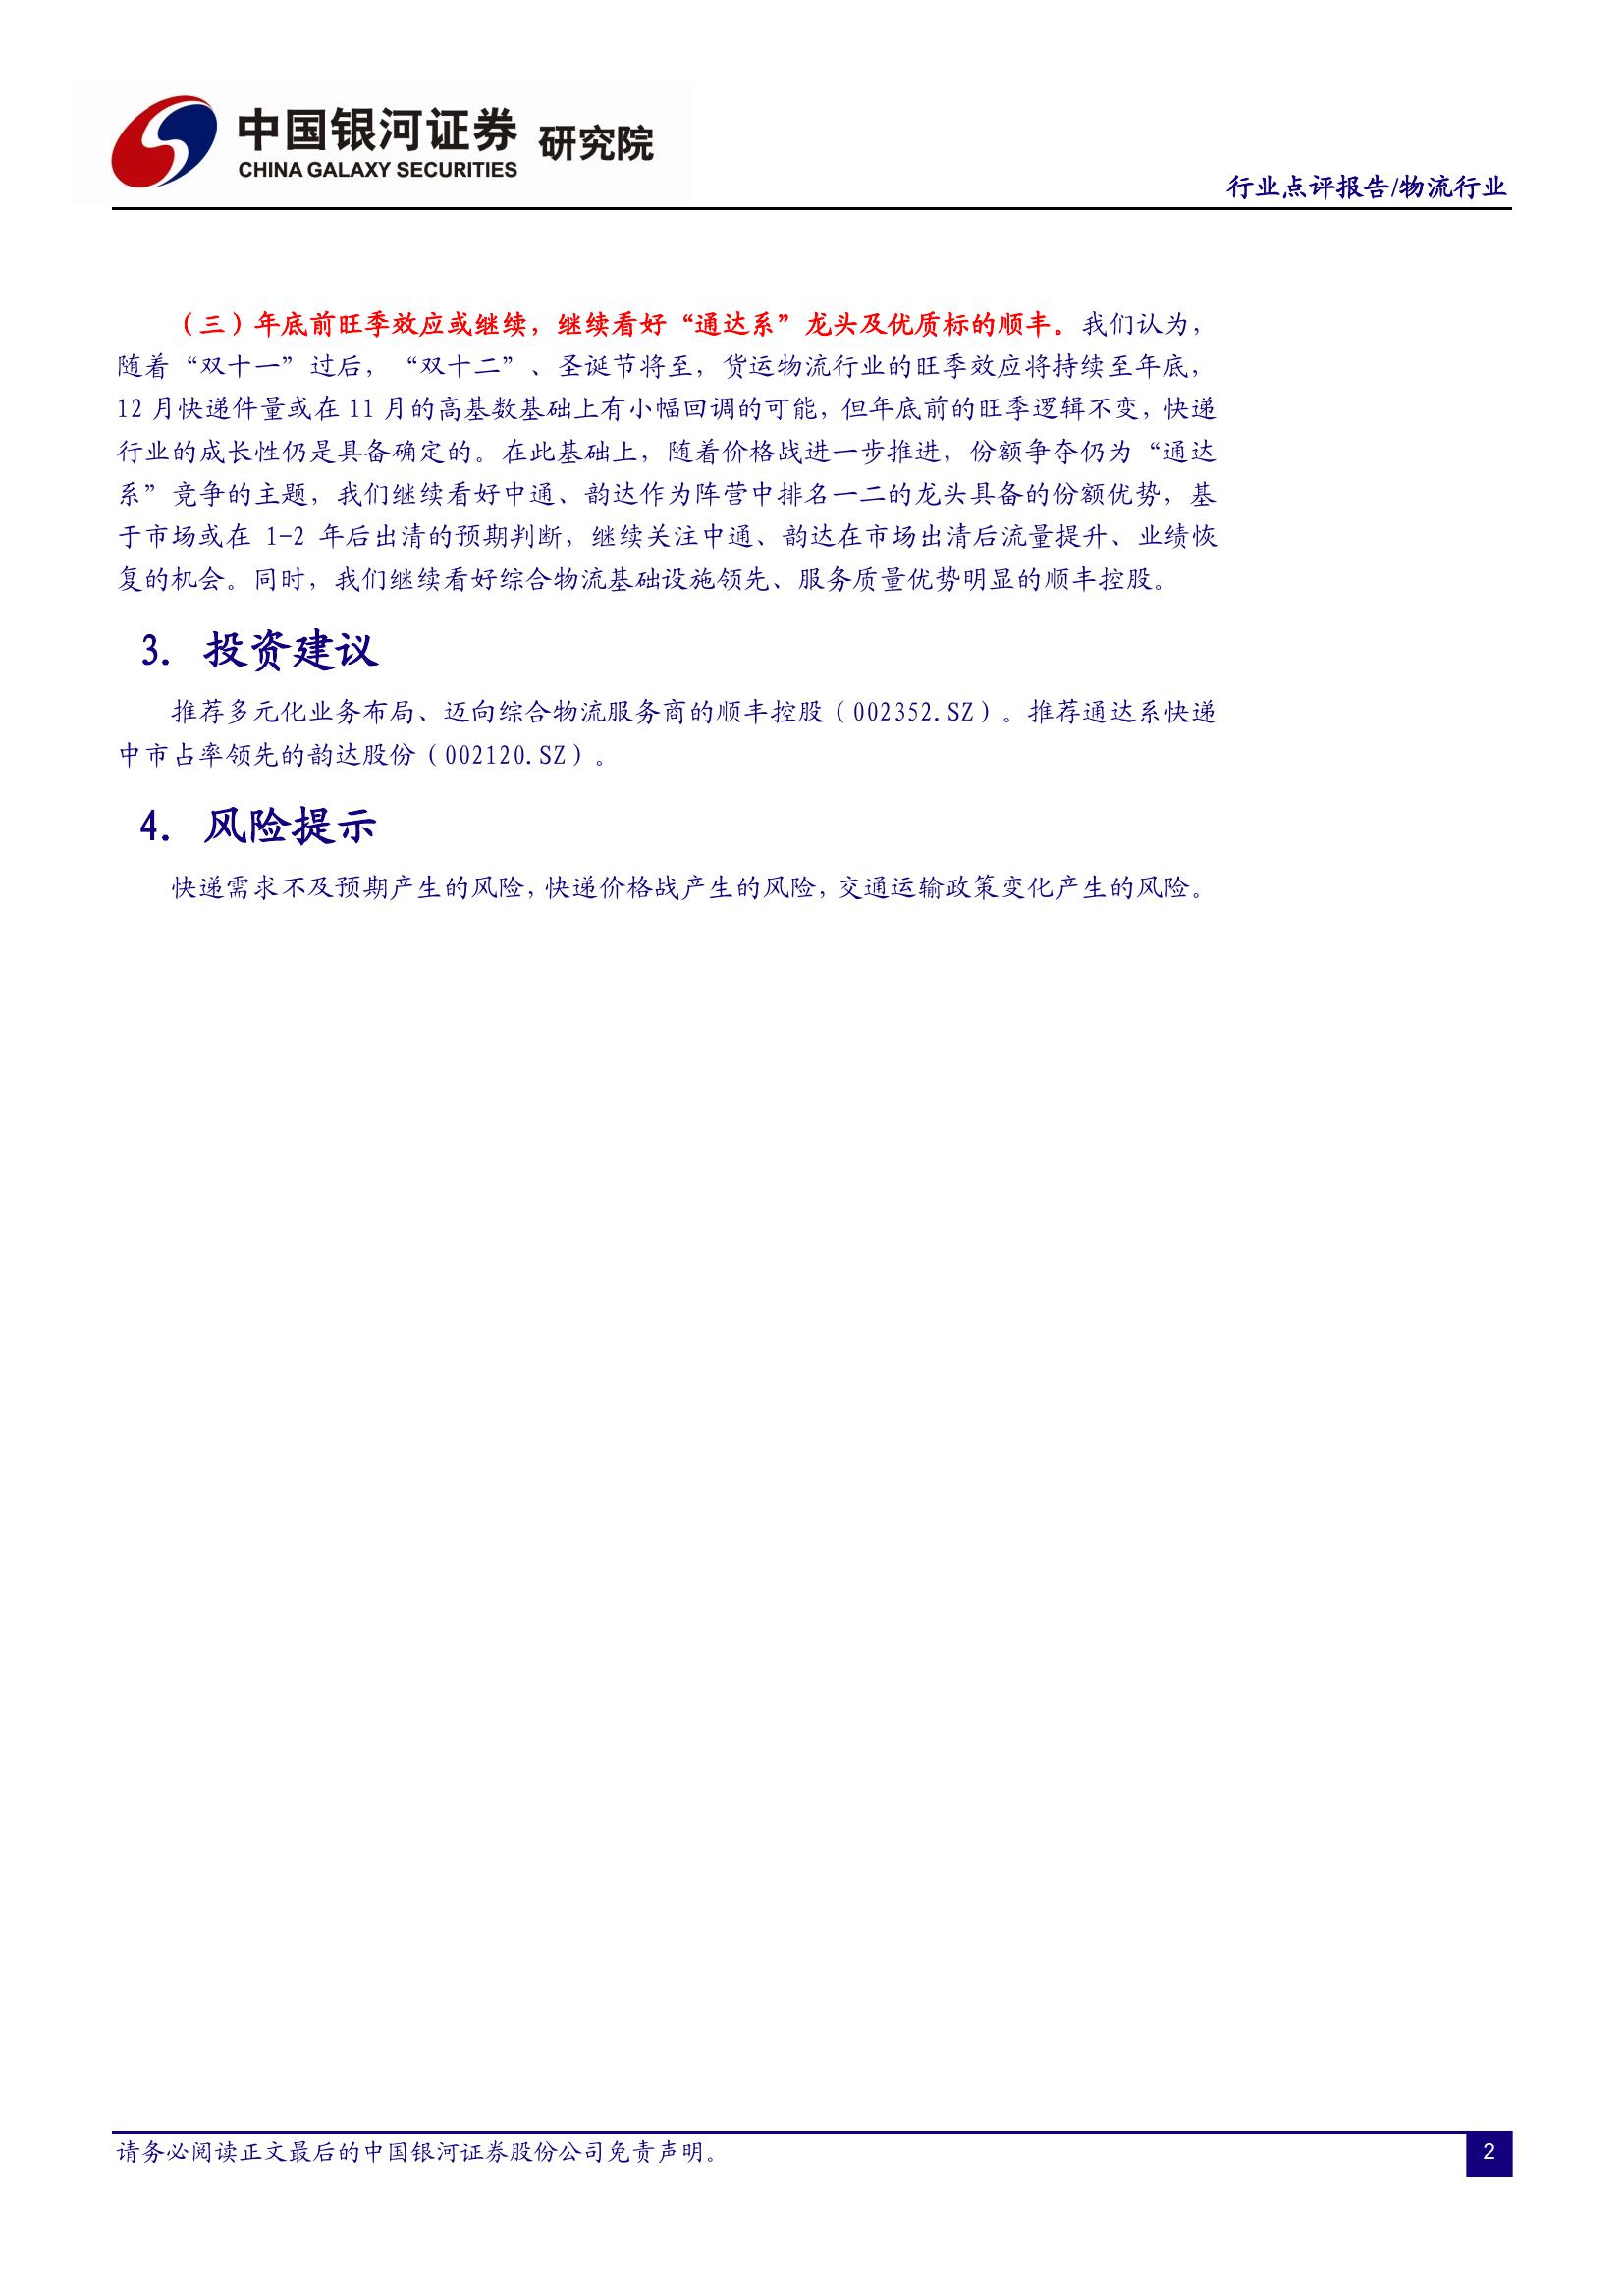 中国银河证券 研究院
CHINA GALAXY SECURITIES
行业点评报告/物流行业
（三）年底前旺季效应或继续，继续看好“通达系”龙头及优质标的顺丰。我们认为，
随着“双十一”过后，“双十二”、圣诞节将至，货运物流行业的旺季效应将持续至年底，
12 月快递件量或在 11 月的高基数基础上有小幅回调的可能，但年底前的旺季逻辑不变，快递
行业的成长性仍是具备确定的。在此基础上，随着价格战进一步推进，份额争夺仍为“通达
系”竞争的主题，我们继续看好中通、韵达作为阵营中排名一二的龙头具备的份额优势，基
于市场或在 1-2 年后出清的预期判断，继续关注中通、韵达在市场出清后流量提升、业绩恢
复的机会。同时，我们继续看好综合物流基础设施领先、服务质量优势明显的顺丰控股。
3. 投资建议
推荐多元化业务布局、迈向综合物流服务商的顺丰控股（002352.SZ）。推荐通达系快递
中市占率领先的韵达股份（002120.SZ）。
4. 风险提示
快递需求不及预期产生的风险，快递价格战产生的风险，交通运输政策变化产生的风险。
请务必阅读正文最后的中国银河证券股份公司免责声明。
2